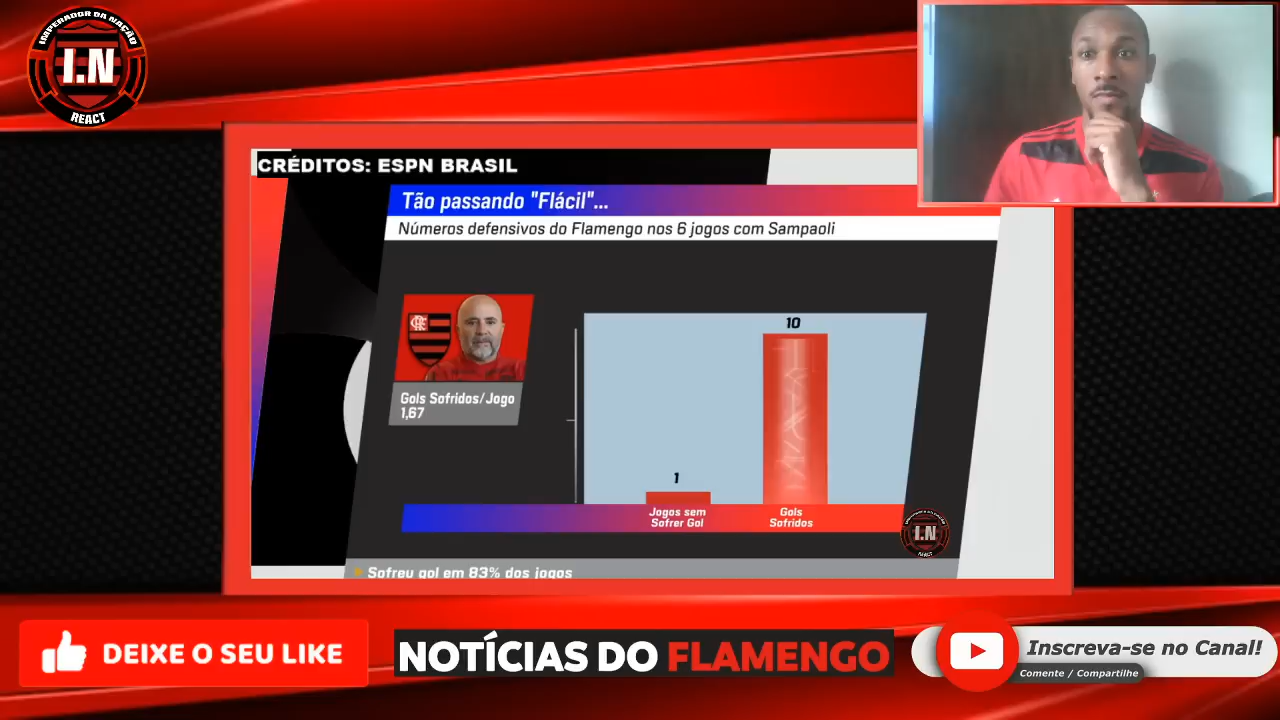 IMPERADOR DA NAÇÃO
I.N
REACT
CRÉDITOS: ESPN BRASIL
Tão passando "Flácil"...
Números defensivos do Flamengo nos 6 jogos com Sampaoli
Gols Sofridos/Jogo
1,67
10
1
Jogos sem
Sofrer Gol
Gols
Sofridos
I.N
REACT
Sofreu gol em 83% dos jogos
DEIXE O SEU LIKE
NOTÍCIAS DO FLAMENGO
Inscreva-se no Canal!
Comente / Compartilhe